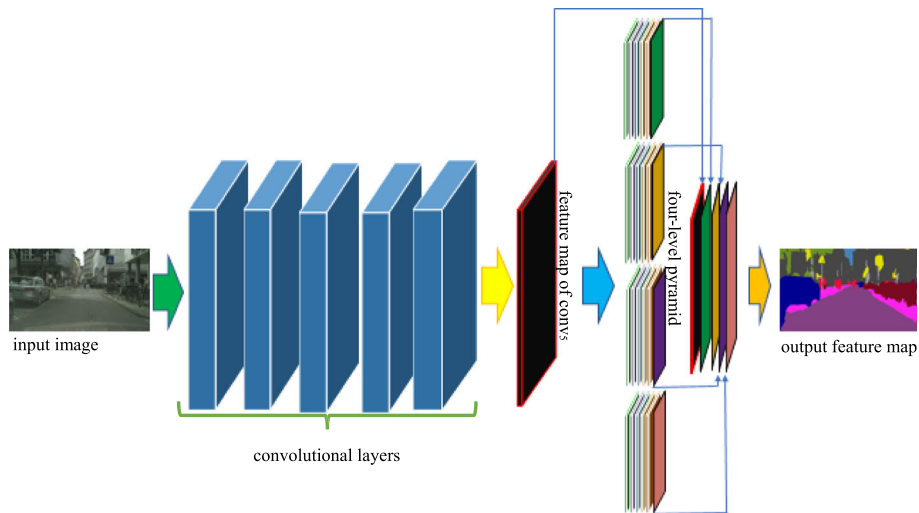 input image
convolutional layers
feature map of conv5
four-level pyramid
output feature map